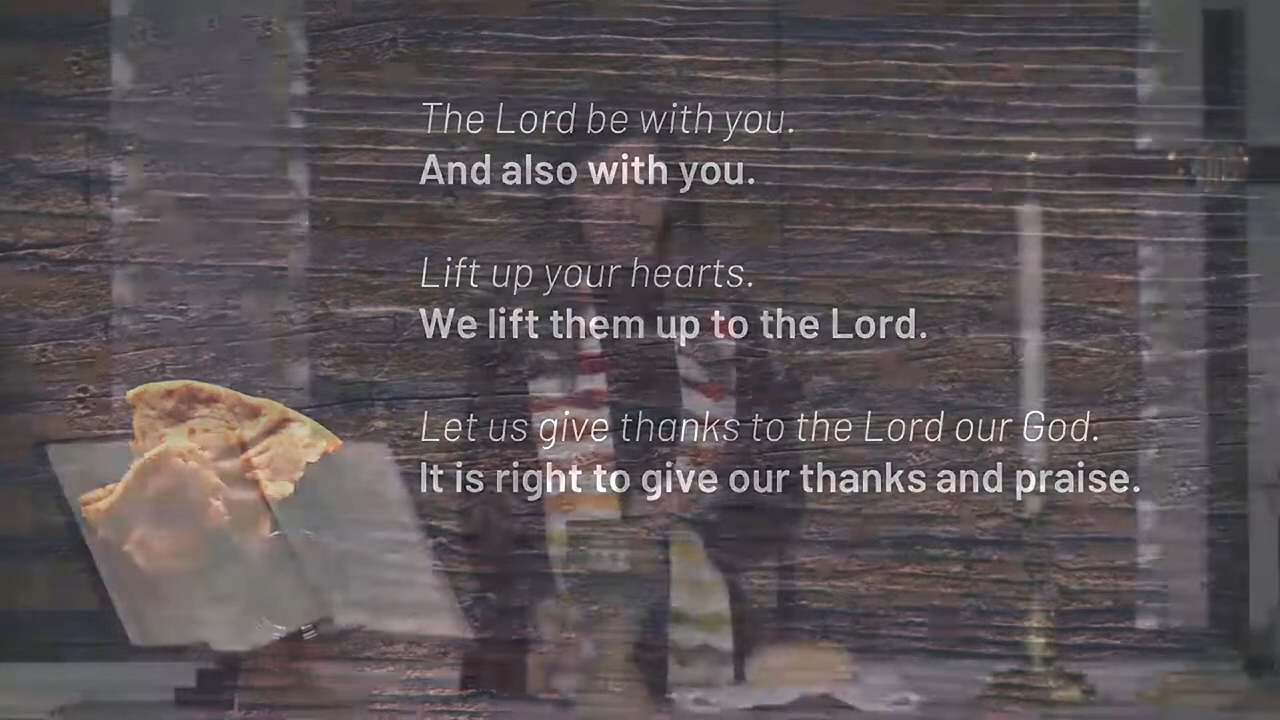 The Lord be with you.
And also with you.
Lift up your hearts.
We lift them up to the Lord.
Let us give thanks to the Lord our God.
It is right to give our thanks and praise.